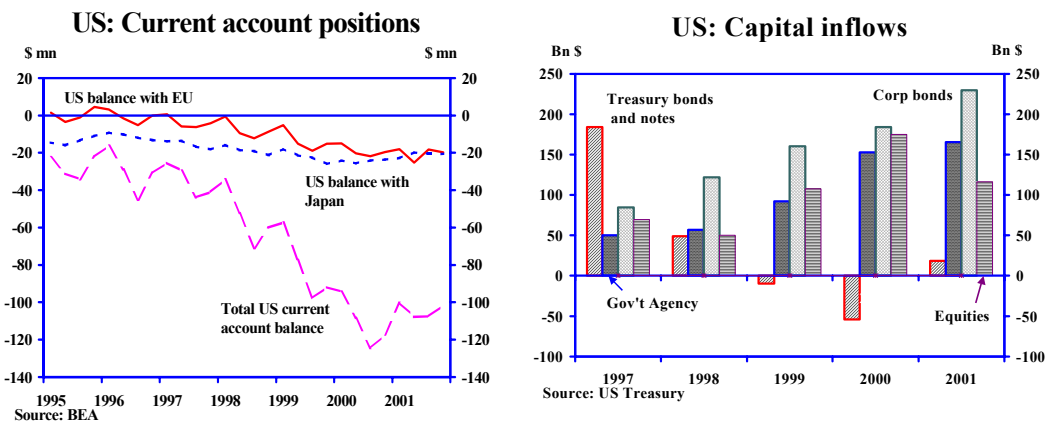 US: Current account positions
$ mn
$ mn
20
0
-20
-40
-60
-80
-100
-120
-140
20
0
-20
-40
-60
-80
-100
-120
-140
US balance with EU
US balance with
Japan
Total US current
account balance
1995 1996 1997 1998 1999 2000 2001
Source: BEA
US: Capital inflows
Bn $
Bn $
250
200
150
100
50
0
-50
-100
250
200
150
100
50
0
-50
-100
Treasury bonds
and notes
Corp bonds
Gov't Agency
Equities
1997 1998 1999 2000 2001
Source: US Treasury